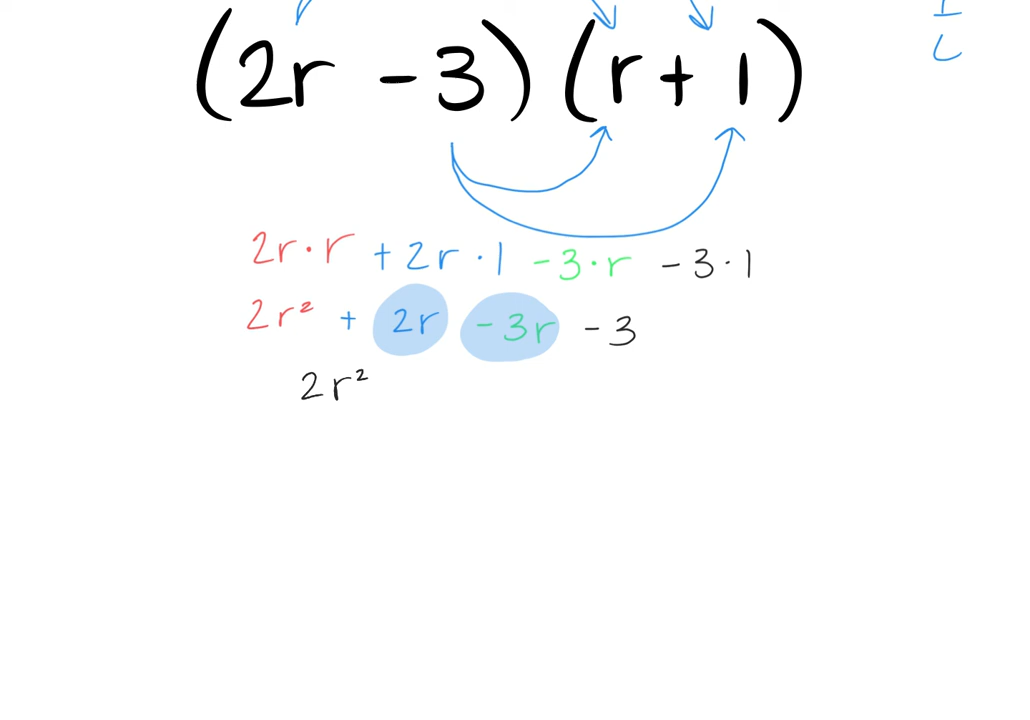 (2r - 3)(r + 1)
2r · r + 2r · 1 - 3 · r - 3 · 1
2r² + 2r - 3r - 3
2r²